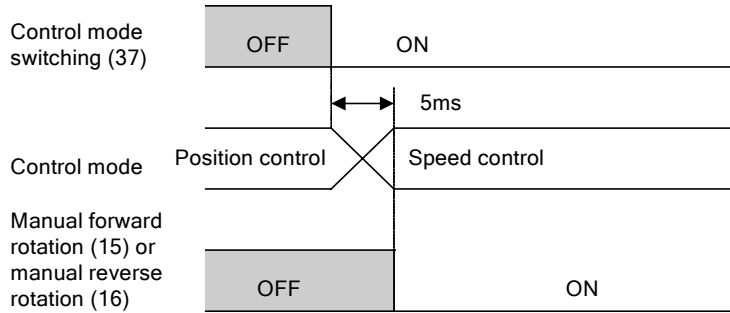 Control mode
switching (37)
OFF
ON
5ms
Control mode
Position control
Speed control
Manual forward
rotation (15) or
manual reverse
rotation (16)
OFF
ON